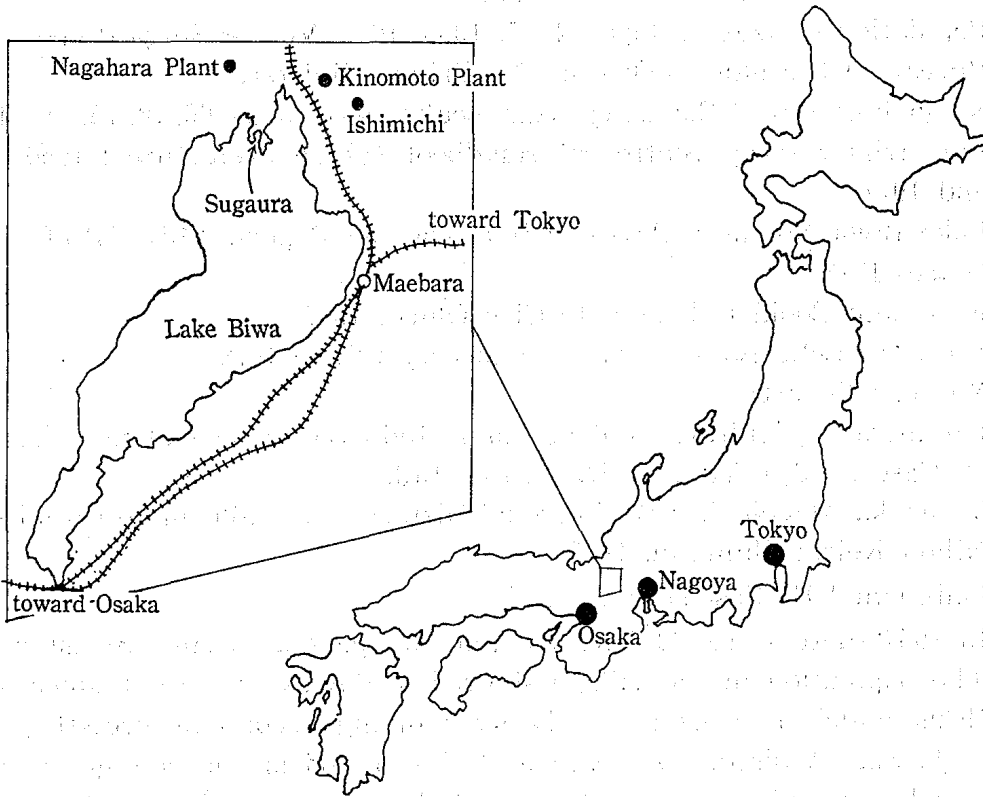 Nagahara Plant
Kinomoto Plant
Ishimichi
Sugaura
toward Tokyo
Maebara
Lake Biwa
toward Osaka
Tokyo
Nagoya
Osaka